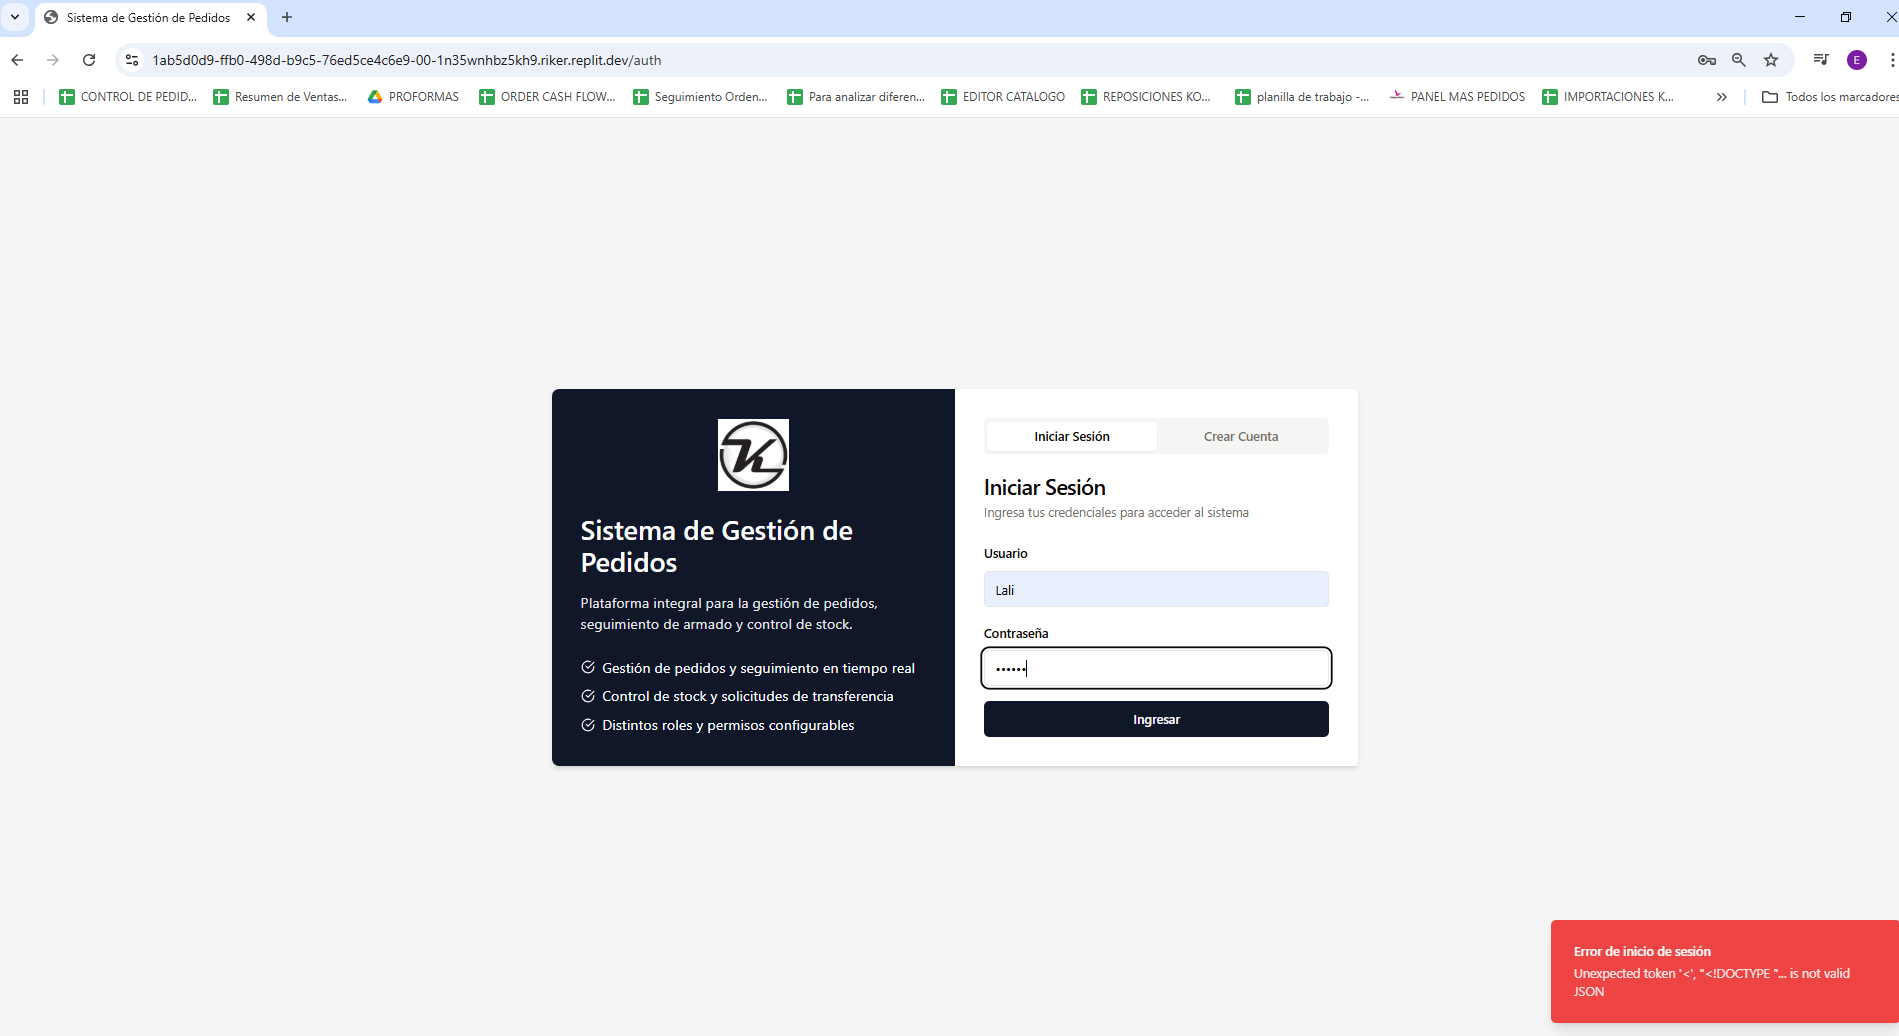 Sistema de Gestión de Pedidos
1ab5d0d9-ffb0-498d-b9c5-76ed5ce4c6e9-00-1n35wnhbz5kh9.riker.replit.dev/auth
E
CONTROL DE PEDID...
Resumen de Ventas...
PROFORMAS
ORDER CASH FLOW...
Seguimiento Orden...
Para analizar diferen...
EDITOR CATALOGO
REPOSICIONES KO...
planilla de trabajo -...
PANEL MAS PEDIDOS
IMPORTACIONES K...
Todos los marcadores
K
Sistema de Gestión de
Pedidos
Plataforma integral para la gestión de pedidos,
seguimiento de armado y control de stock.
Gestión de pedidos y seguimiento en tiempo real
Control de stock y solicitudes de transferencia
Distintos roles y permisos configurables
Iniciar Sesión
Crear Cuenta
Iniciar Sesión
Ingresa tus credenciales para acceder al sistema
Usuario
Lali
Contraseña
••••••
Ingresar
Error de inicio de sesión
Unexpected token '<', "<!DOCTYPE "... is not valid
JSON